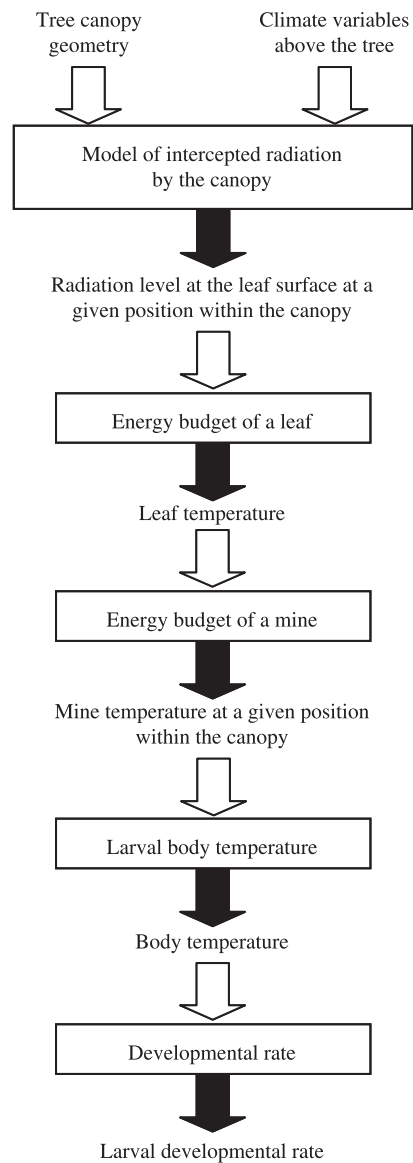 Tree canopy
geometry
Climate variables
above the tree
Model of intercepted radiation
by the canopy
Radiation level at the leaf surface at a
given position within the canopy
Energy budget of a leaf
Leaf temperature
Energy budget of a mine
Mine temperature at a given position
within the canopy
Larval body temperature
Body temperature
Developmental rate
Larval developmental rate